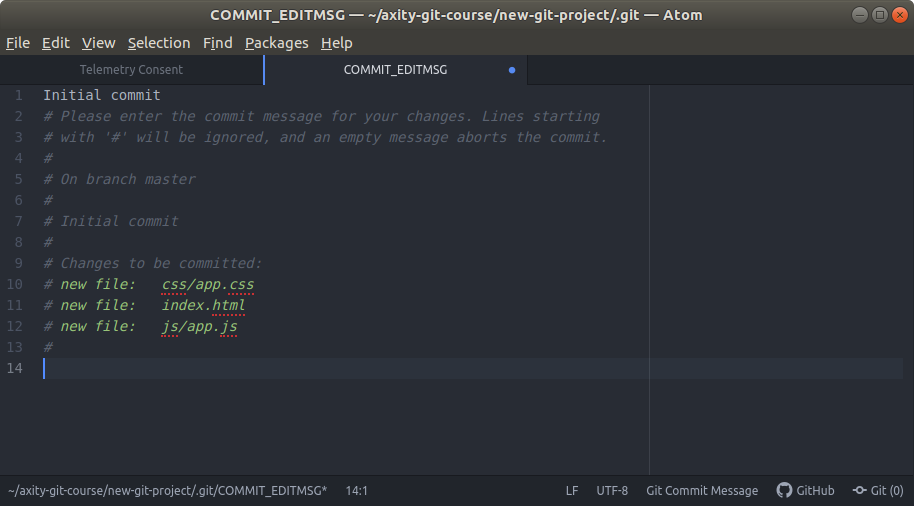 COMMIT_EDITMSG — ~/axity-git-course/new-git-project/.git — Atom
File Edit View Selection Find Packages Help
Telemetry Consent COMMIT_EDITMSG
1 Initial commit
2 # Please enter the commit message for your changes. Lines starting
3 # with '#' will be ignored, and an empty message aborts the commit.
4 #
5 # On branch master
6 #
7 # Initial commit
8 #
9 # Changes to be committed:
10 # new file:   css/app.css
11 # new file:   index.html
12 # new file:   js/app.js
13 #
14
~/axity-git-course/new-git-project/.git/COMMIT_EDITMSG* 14:1 LF UTF-8 Git Commit Message GitHub Git (0)